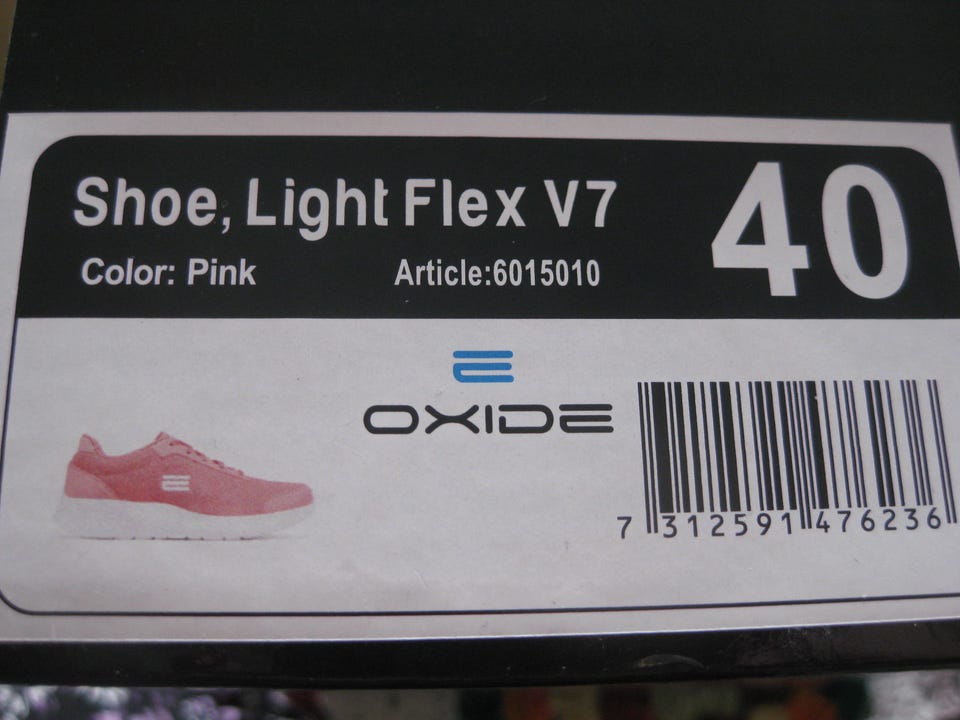 Shoe, Light Flex V7
40
Color: Pink
Article:6015010
OXIDE
7 312591 476236